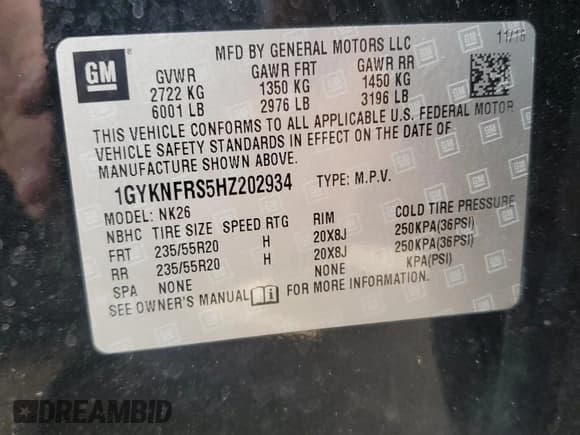 GM
MFD BY GENERAL MOTORS LLC
11/16
GVWR GAWR FRT GAWR RR
2722 KG 1350 KG 1450 KG
6001 LB 2976 LB 3196 LB
THIS VEHICLE CONFORMS TO ALL APPLICABLE U.S. FEDERAL MOTOR
VEHICLE SAFETY STANDARDS IN EFFECT ON THE DATE OF
MANUFACTURE SHOWN ABOVE.
1GYKNFRS5HZ202934 TYPE: M.P.V.
MODEL: NK26
NBHC TIRE SIZE SPEED RTG RIM COLD TIRE PRESSURE
FRT 235/55R20 H 20X8J 250KPA(36PSI)
RR 235/55R20 H 20X8J 250KPA(36PSI)
SPA NONE NONE KPA(PSI)
SEE OWNER'S MANUAL FOR MORE INFORMATION.
DREAMBID